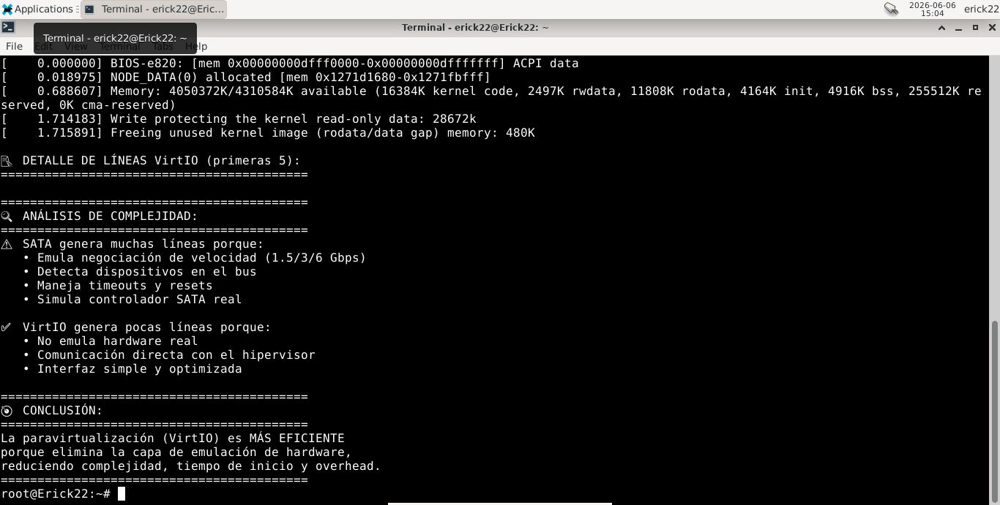 Applications
Terminal - erick22@Eric...
2026-06-06
15:04
erick22
Terminal - erick22@Erick22: ~
Terminal - erick22@Erick22: ~
File Edit View Terminal Tabs Help
[    0.000000] BIOS-e820: [mem 0x00000000dfff0000-0x00000000dfffffff] ACPI data
[    0.018975] NODE_DATA(0) allocated [mem 0x1271d1680-0x1271fbfff]
[    0.688607] Memory: 4050372K/4310584K available (16384K kernel code, 2497K rwdata, 11808K rodata, 4164K init, 4916K bss, 255512K re
served, 0K cma-reserved)
[    1.714183] Write protecting the kernel read-only data: 28672k
[    1.715891] Freeing unused kernel image (rodata/data gap) memory: 480K
DETALLE DE LÍNEAS VirtIO (primeras 5):
==========================================
==========================================
🔍 ANÁLISIS DE COMPLEJIDAD:
==========================================
⚠ SATA genera muchas líneas porque:
• Emula negociación de velocidad (1.5/3/6 Gbps)
• Detecta dispositivos en el bus
• Maneja timeouts y resets
• Simula controlador SATA real
✅ VirtIO genera pocas líneas porque:
• No emula hardware real
• Comunicación directa con el hipervisor
• Interfaz simple y optimizada
==========================================
🎯 CONCLUSIÓN:
==========================================
La paravirtualización (VirtIO) es MÁS EFICIENTE
porque elimina la capa de emulación de hardware,
reduciendo complejidad, tiempo de inicio y overhead.
==========================================
root@Erick22:~#